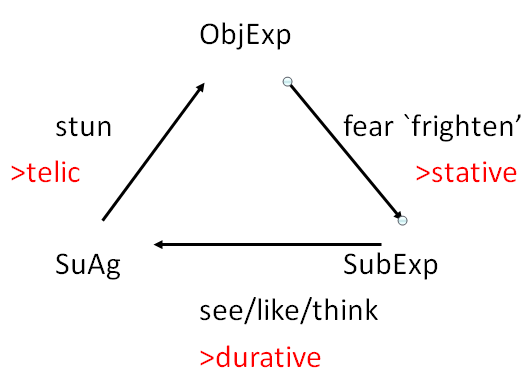 ObjExp
stun
fear `frighten’
>telic
>stative
SuAg
SubExp
see/like/think
>durative